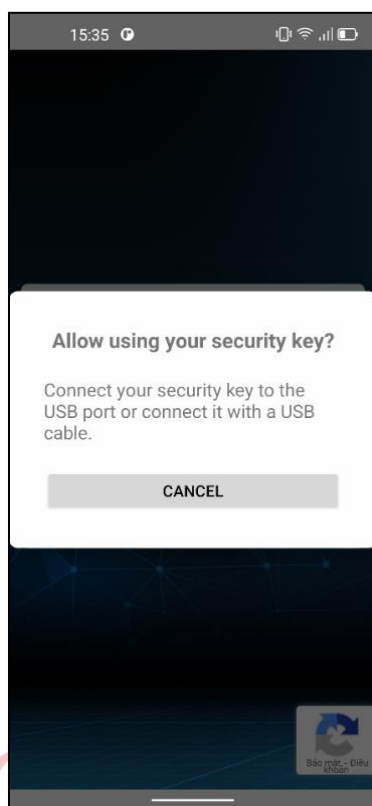 15:35
Allow using your security key?
Connect your security key to the
USB port or connect it with a USB
cable.
CANCEL
Bảo mật - Điều
khoản